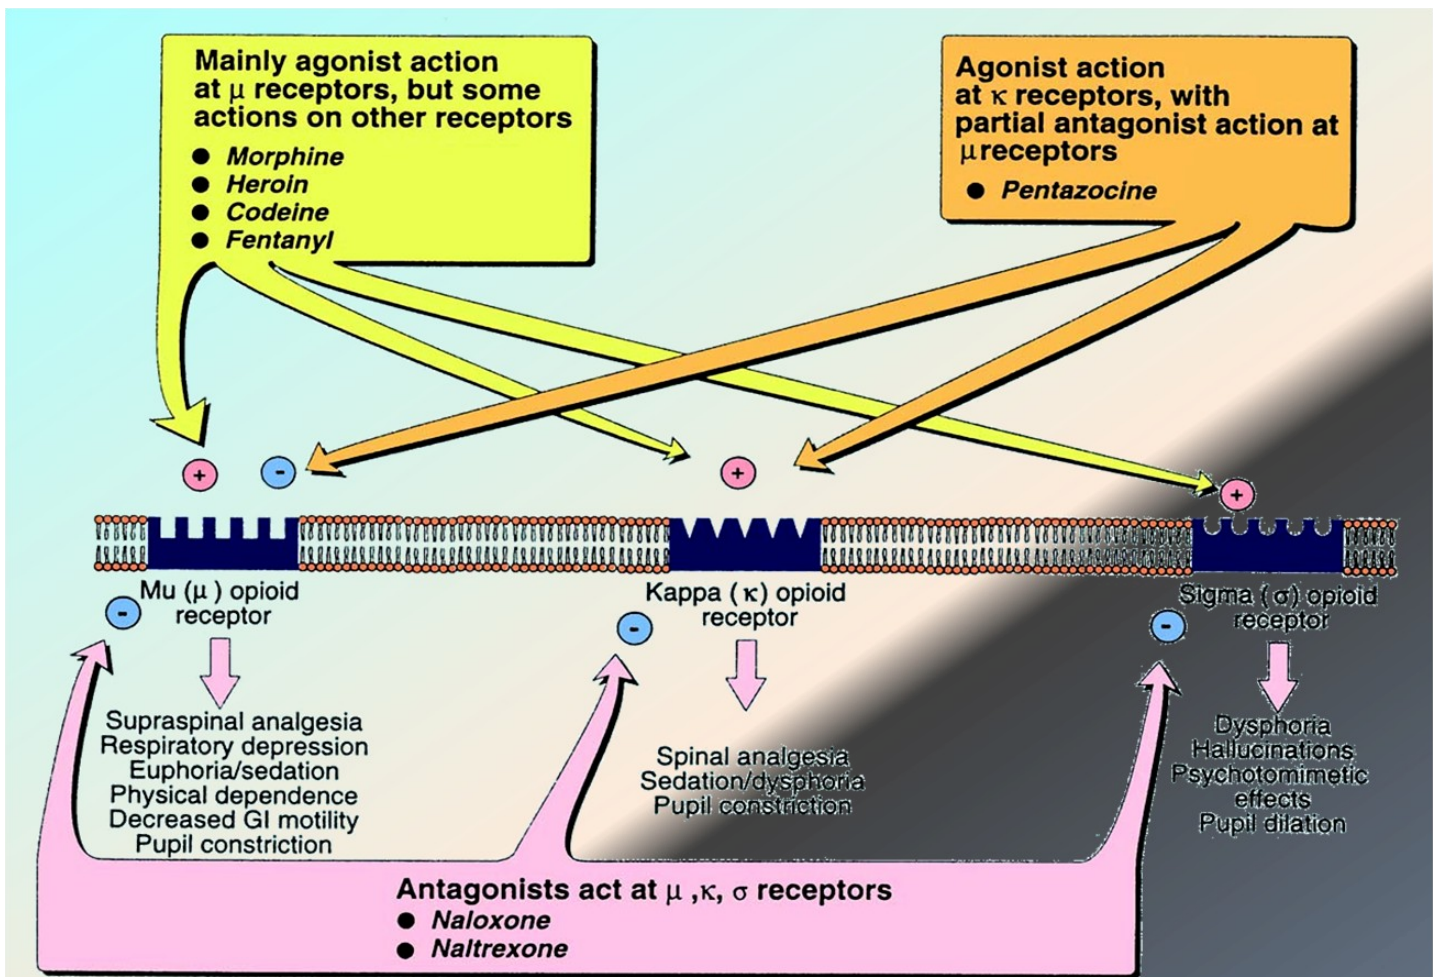 Mainly agonist action
at μ receptors, but some
actions on other receptors
● Morphine
● Heroin
● Codeine
● Fentanyl
Agonist action
at κ receptors, with
partial antagonist action at
μ receptors
● Pentazocine
+
-
+
+
Mu (μ) opioid
receptor
Kappa (κ) opioid
receptor
Sigma (σ) opioid
receptor
-
-
-
Supraspinal analgesia
Respiratory depression
Euphoria/sedation
Physical dependence
Decreased GI motility
Pupil constriction
Spinal analgesia
Sedation/dysphoria
Pupil constriction
Dysphoria
Hallucinations
Psychotomimetic
effects
Pupil dilation
Antagonists act at μ ,κ, σ receptors
● Naloxone
● Naltrexone